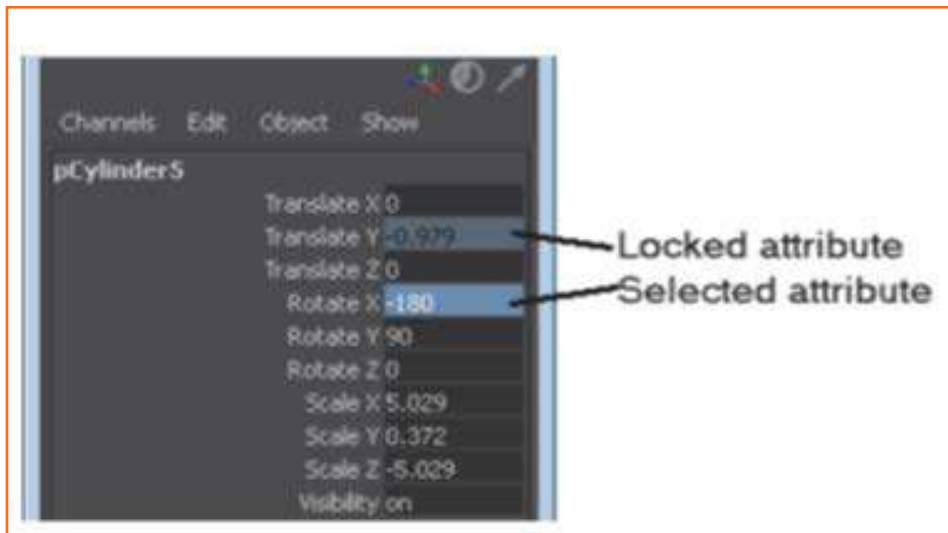 Channels Edit Object Show
pCylinder5
Translate X 0
Translate Y -0.979
Translate Z 0
Rotate X -180
Rotate Y 90
Rotate Z 0
Scale X 5.029
Scale Y 0.372
Scale Z -5.029
Visibility on
Locked attribute
Selected attribute